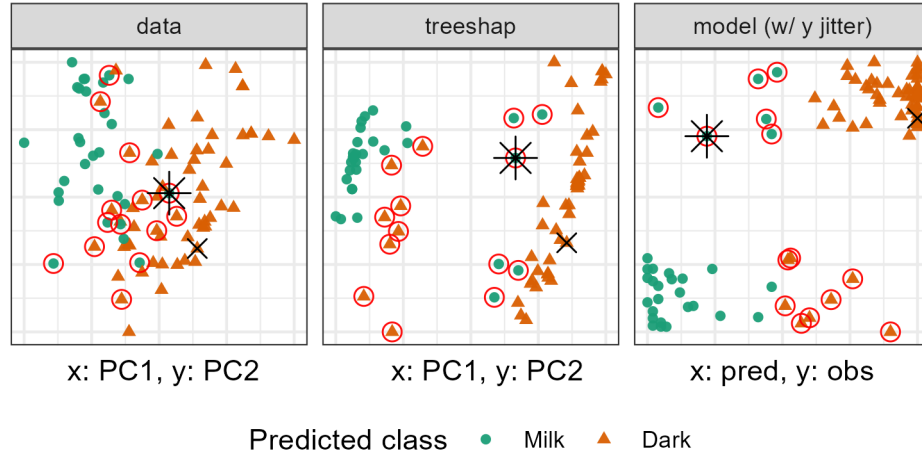 data treeshap model (w/ y jitter)
x: PC1, y: PC2 x: PC1, y: PC2 x: pred, y: obs
Predicted class Milk Dark